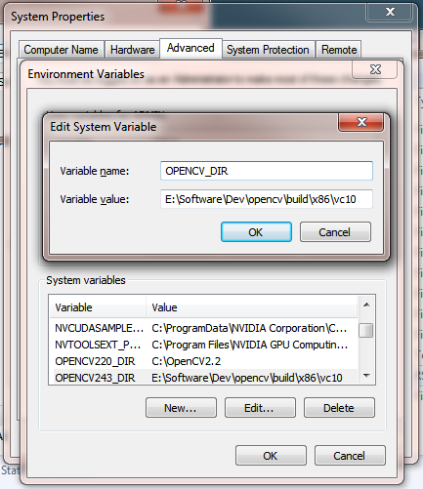 System Properties
Computer Name Hardware Advanced System Protection Remote
Environment Variables
Edit System Variable
Variable name: OPENCV_DIR
Variable value: E:\Software\Dev\opencv\build\x86\vc10
OK Cancel
System variables
Variable Value
NVCUDASAMPLE... C:\ProgramData\NVIDIA Corporation\C...
NVTOOLSEXT_P... C:\Program Files\NVIDIA GPU Computin...
OPENCV220_DIR C:\OpenCV2.2
OPENCV243_DIR E:\Software\Dev\opencv\build\x86\vc10
New... Edit... Delete
OK Cancel
Stat